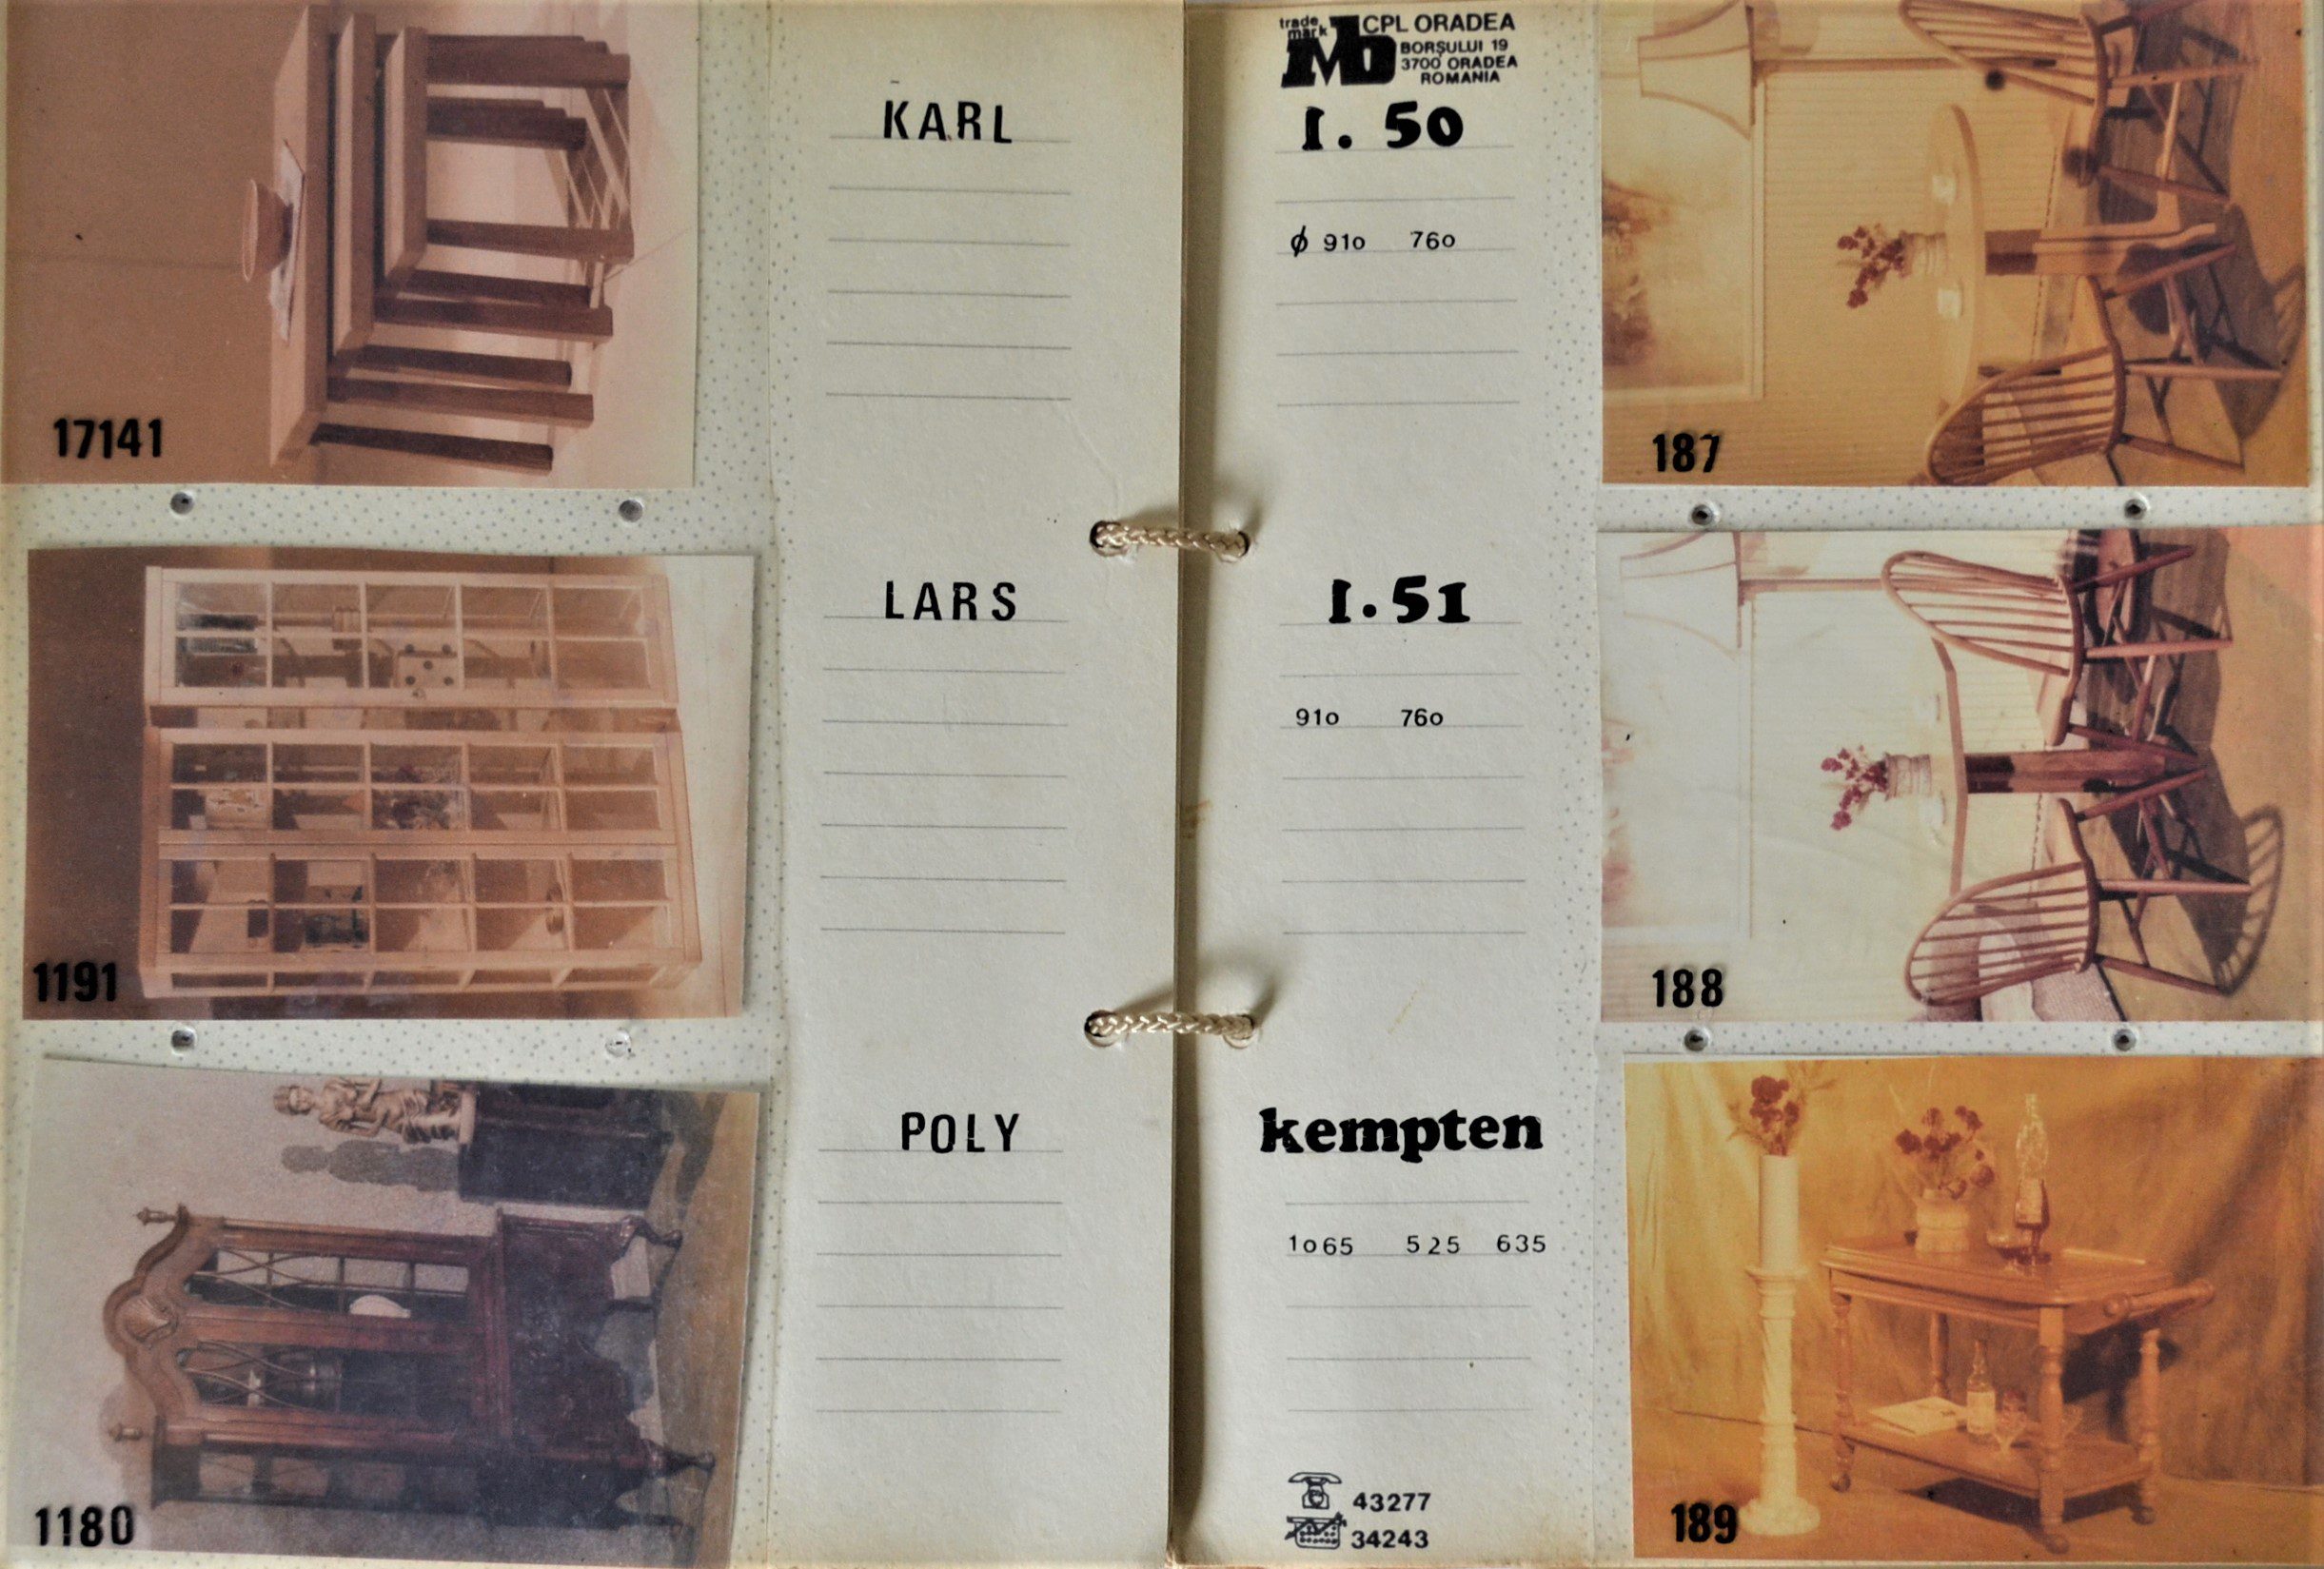 KARL
17141
LARS
1191
POLY
1180
trade mark Mb CPL ORADEA
BORȘULUI 19
3700 ORADEA
ROMANIA
I. 50
ϕ 910 760
187
I.51
910 760
188
kempten
1065 525 635
189
43277
34243